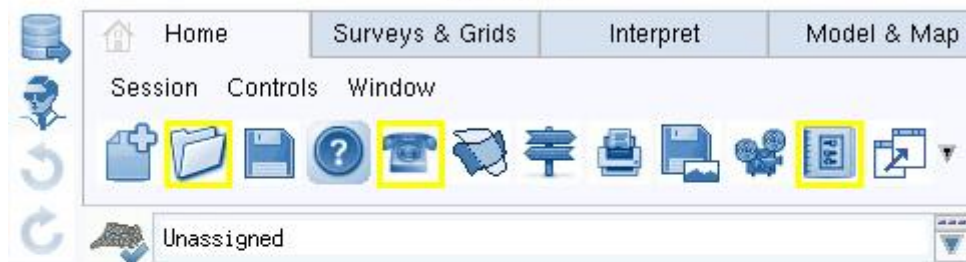 Home Surveys & Grids Interpret Model & Map
Session Controls Window
?
Unassigned